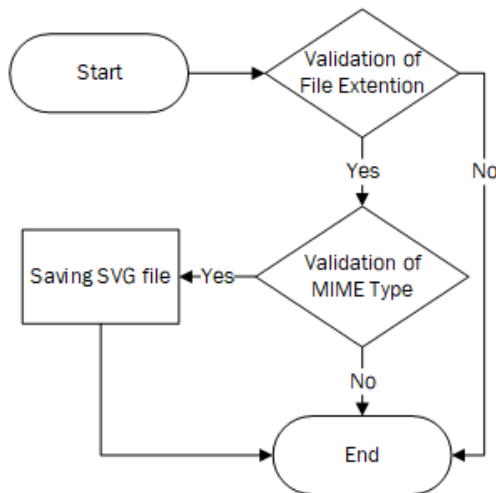 Start
Validation of
File Extention
No
Yes
Saving SVG file
Yes
Validation of
MIME Type
No
End